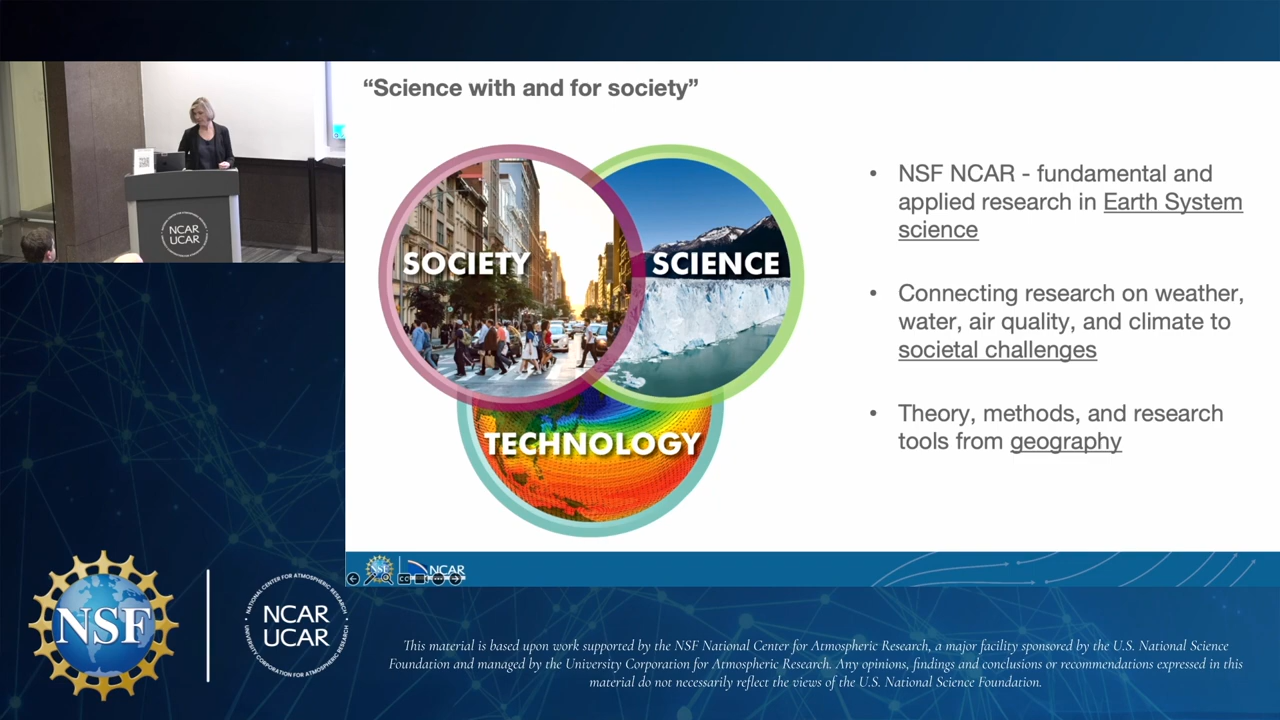 “Science with and for society”
SOCIETY
SCIENCE
TECHNOLOGY
• NSF NCAR - fundamental and
applied research in Earth System
science
• Connecting research on weather,
water, air quality, and climate to
societal challenges
• Theory, methods, and research
tools from geography
NCAR
UCAR
NSF
NCAR
NSF
NATIONAL CENTER FOR ATMOSPHERIC RESEARCH
NCAR
UCAR
UNIVERSITY CORPORATION FOR ATMOSPHERIC RESEARCH
This material is based upon work supported by the NSF National Center for Atmospheric Research, a major facility sponsored by the U.S. National Science
Foundation and managed by the University Corporation for Atmospheric Research. Any opinions, findings and conclusions or recommendations expressed in this
material do not necessarily reflect the views of the U.S. National Science Foundation.